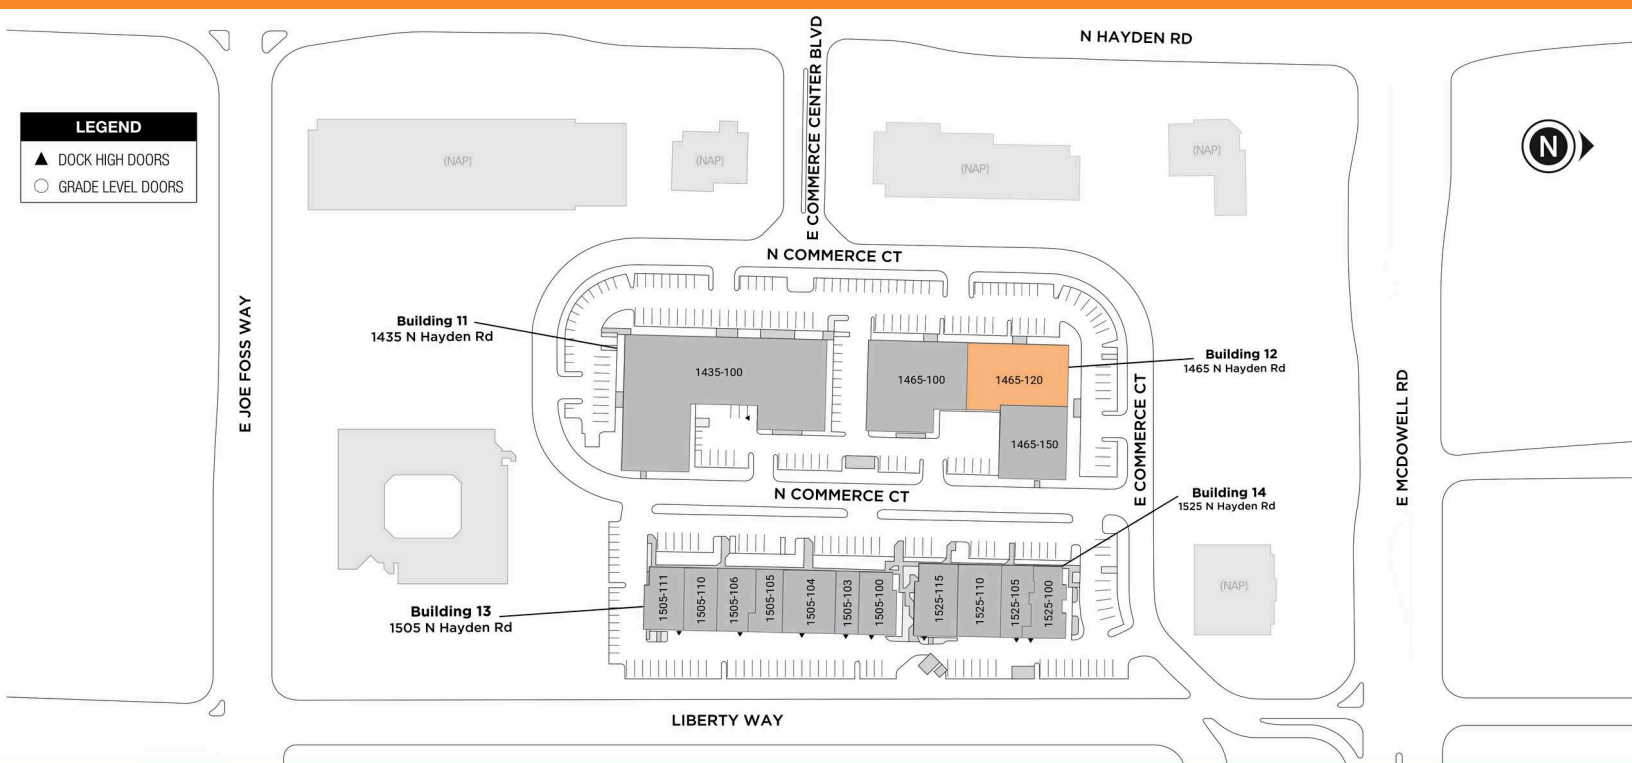 N HAYDEN RD
E COMMERCE CENTER BLVD
LEGEND
DOCK HIGH DOORS
GRADE LEVEL DOORS
N
(NAP)
(NAP)
(NAP)
(NAP)
N COMMERCE CT
E JOE FOSS WAY
Building 11
1435 N Hayden Rd
1435-100
1465-100
1465-120
1465-150
Building 12
1465 N Hayden Rd
E COMMERCE CT
E MCDOWELL RD
N COMMERCE CT
Building 14
1525 N Hayden Rd
Building 13
1505 N Hayden Rd
1505-111
1505-110
1505-106
1505-105
1505-104
1505-103
1505-100
1525-115
1525-110
1525-105
1525-100
(NAP)
LIBERTY WAY